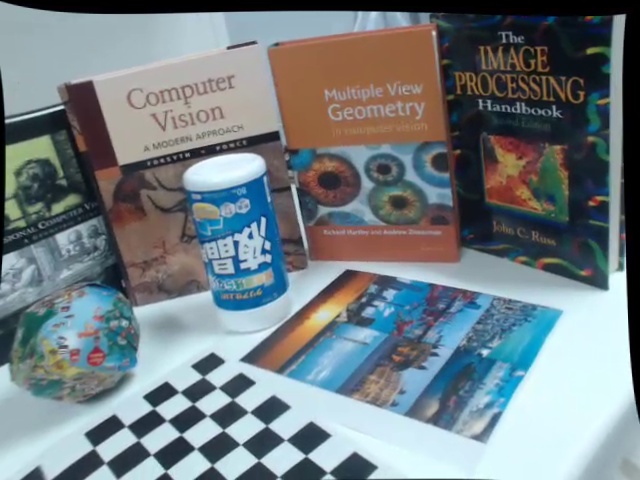 Computer
Vision
A MODERN APPROACH
FORSYTH • PONCE
Multiple View
Geometry
in computer vision
Richard Hartley and Andrew Zisserman
The
IMAGE
PROCESSING
Handbook
Second Edition
John C. Russ